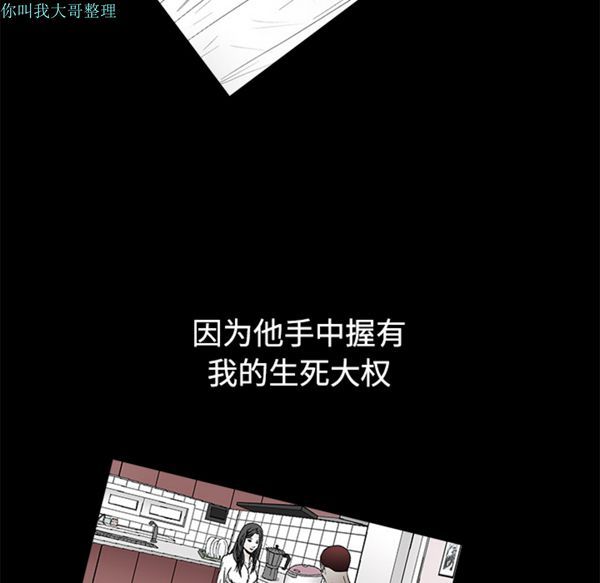 你叫我大哥整理
因为他手中握有
我的生死大权